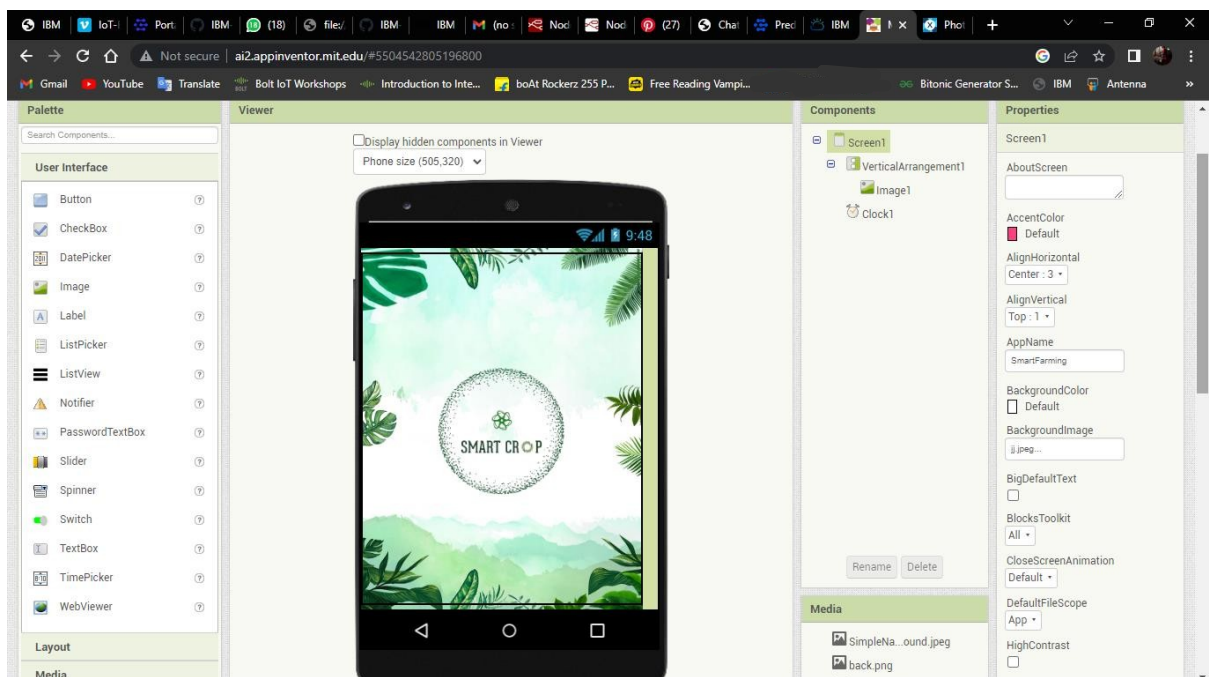 IBM IoT-I Port IBM- (18) file:/ IBM- IBM (no s Nod Nod (27) Chat Pred IBM Phot
Not secure ai2.appinventor.mit.edu/#5504542805196800
Gmail YouTube Translate Bolt IoT Workshops Introduction to Inte... boAt Rockerz 255 P... Free Reading Vampi... Bitonic Generator S... IBM Antenna »
Palette
Search Components...
User Interface
Button
CheckBox
DatePicker
Image
Label
ListPicker
ListView
Notifier
PasswordTextBox
Slider
Spinner
Switch
TextBox
TimePicker
WebViewer
Layout
Media
Viewer
Display hidden components in Viewer
Phone size (505,320)
9:48
SMART CROP
Components
Screen1
VerticalArrangement1
Image1
Clock1
Rename Delete
Media
SimpleNa...ound.jpeg
back.png
Properties
Screen1
AboutScreen
AccentColor
Default
AlignHorizontal
Center : 3
AlignVertical
Top : 1
AppName
SmartFarming
BackgroundColor
Default
BackgroundImage
jj.jpeg...
BigDefaultText
BlocksToolkit
All
CloseScreenAnimation
Default
DefaultFileScope
App
HighContrast